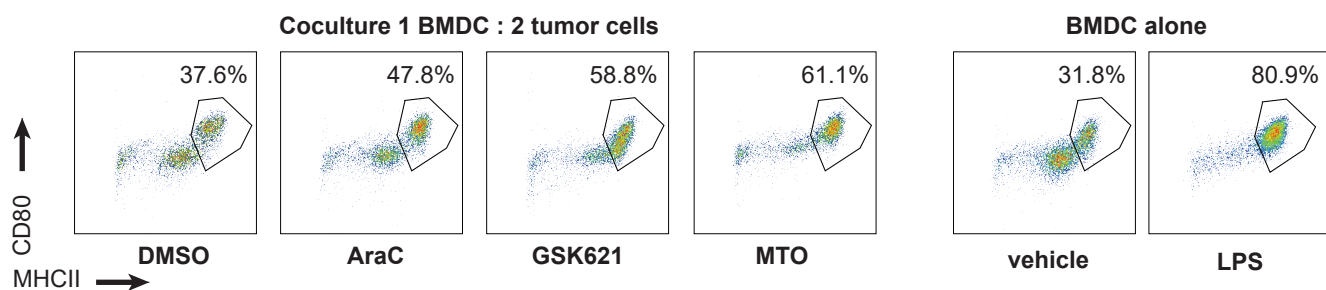 Coculture 1 BMDC : 2 tumor cells
BMDC alone
37.6%
47.8%
58.8%
61.1%
31.8%
80.9%
CD80
DMSO
AraC
GSK621
MTO
vehicle
LPS
MHCII